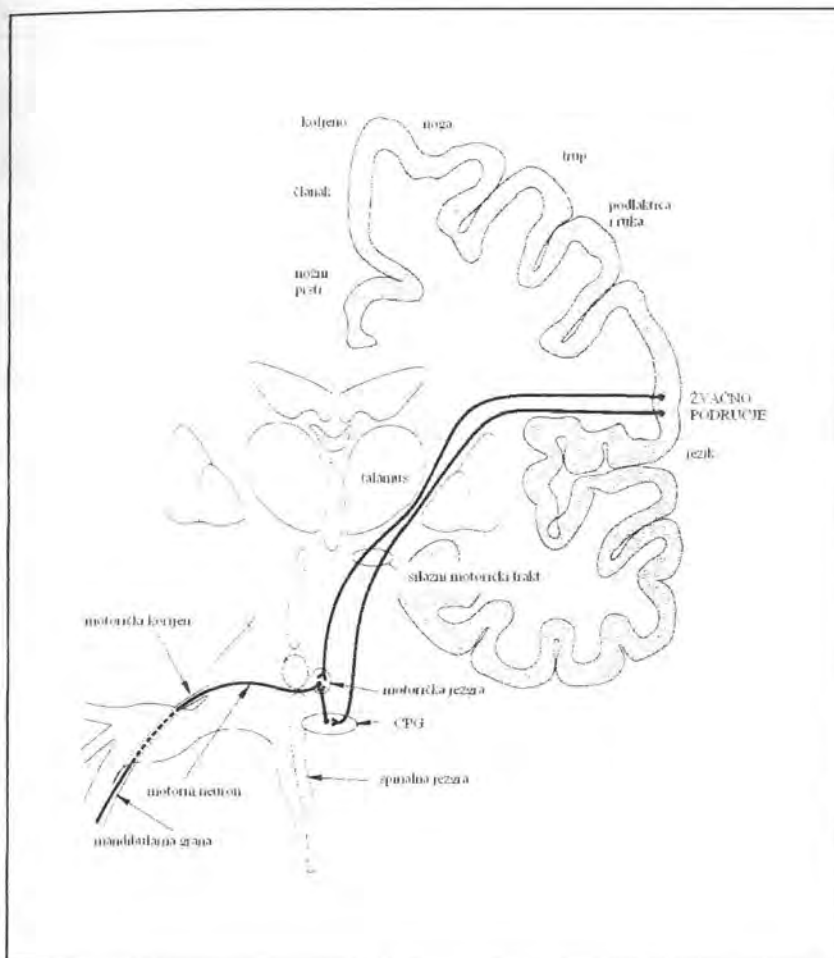 koljeno
noga
trup
članak
podlaktica
i ruka
nožni
prsti
ŽVAČNO
PODRUČJE
jezik
talamus
silazni motorički trakt
motorički korijen
motorička jezgra
CPG
spinalna jezgra
motorni neuron
mandibularna grana